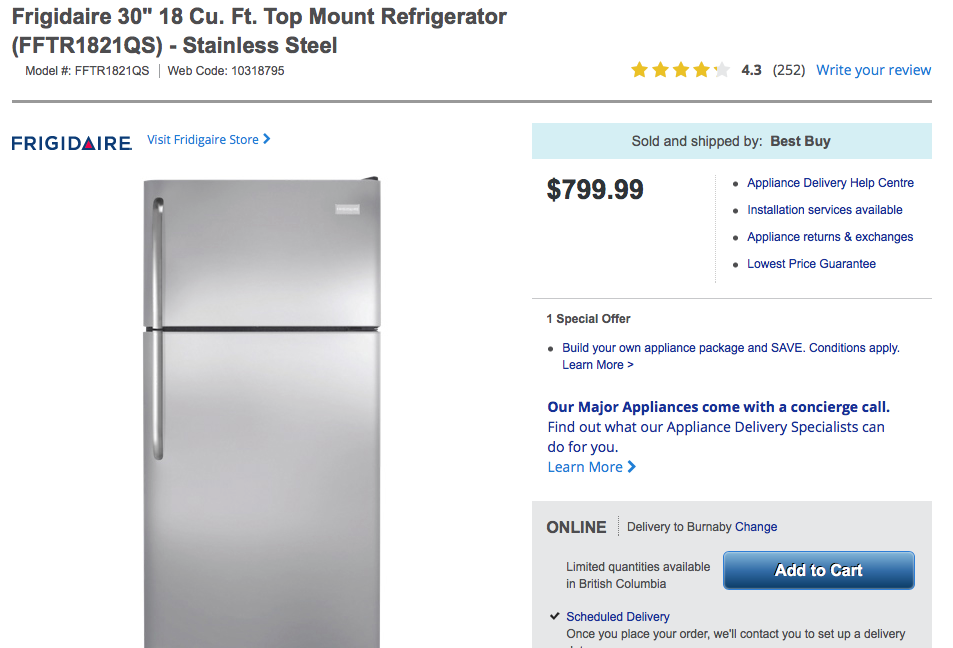 Frigidaire 30" 18 Cu. Ft. Top Mount Refrigerator
(FFTR1821QS) - Stainless Steel
Model #: FFTR1821QS | Web Code: 10318795
4.3 (252) Write your review
FRIGIDAIRE Visit Fridigaire Store
Sold and shipped by: Best Buy
$799.99
Appliance Delivery Help Centre
Installation services available
Appliance returns & exchanges
Lowest Price Guarantee
1 Special Offer
Build your own appliance package and SAVE. Conditions apply.
Learn More >
Our Major Appliances come with a concierge call.
Find out what our Appliance Delivery Specialists can
do for you.
Learn More
ONLINE Delivery to Burnaby Change
Limited quantities available
in British Columbia
Add to Cart
Scheduled Delivery
Once you place your order, we'll contact you to set up a delivery